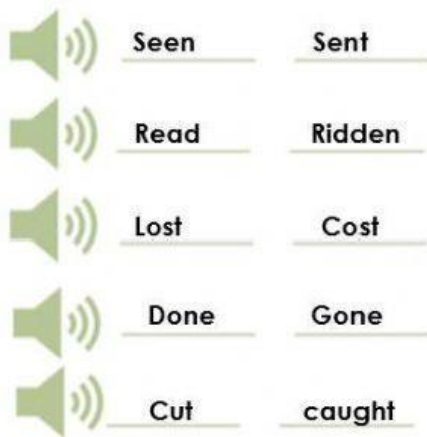 Seen Sent
Read Ridden
Lost Cost
Done Gone
Cut caught